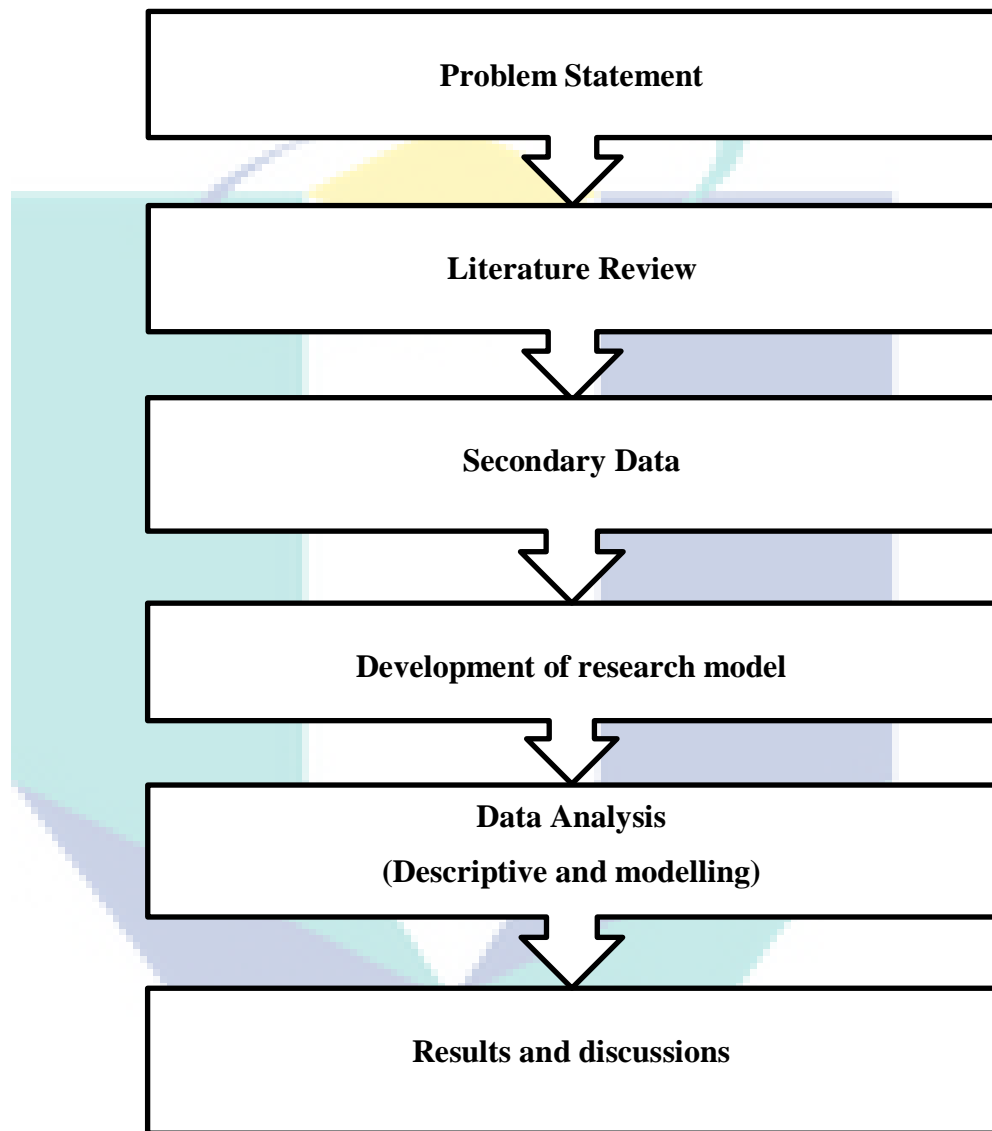 Problem Statement
Literature Review
Secondary Data
Development of research model
Data Analysis
(Descriptive and modelling)
Results and discussions